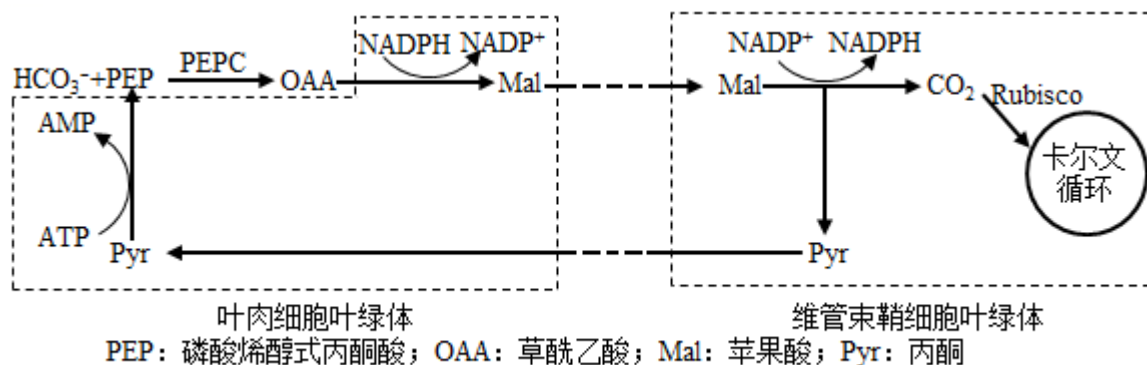 NADPH NADP⁺ NADP⁺ NADPH
HCO₃⁻+PEP PEPC OAA Mal Mal CO₂ Rubisco
AMP
卡尔文
循环
ATP
Pyr Pyr
叶肉细胞叶绿体 维管束鞘细胞叶绿体
PEP：磷酸烯醇式丙酮酸；OAA：草酰乙酸；Mal：苹果酸；Pyr：丙酮